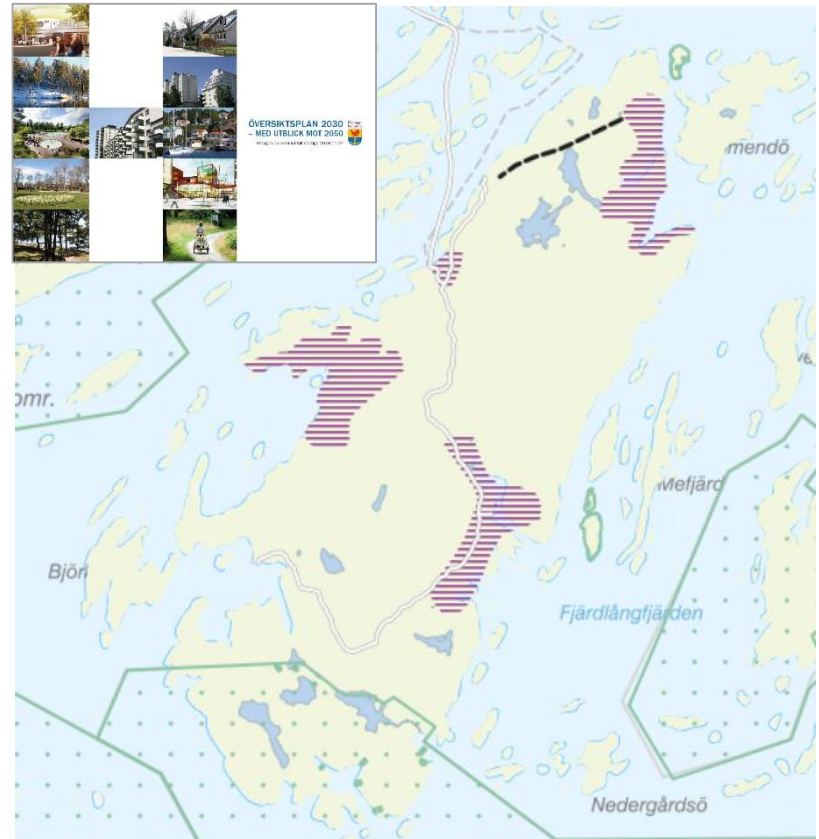 ÖVERSIKTSPLAN 2030
– MED UTBLICK MOT 2050
mendö
omr.
Mefjärd
Björ
Fjärdlångfjärden
Nedergårdsö